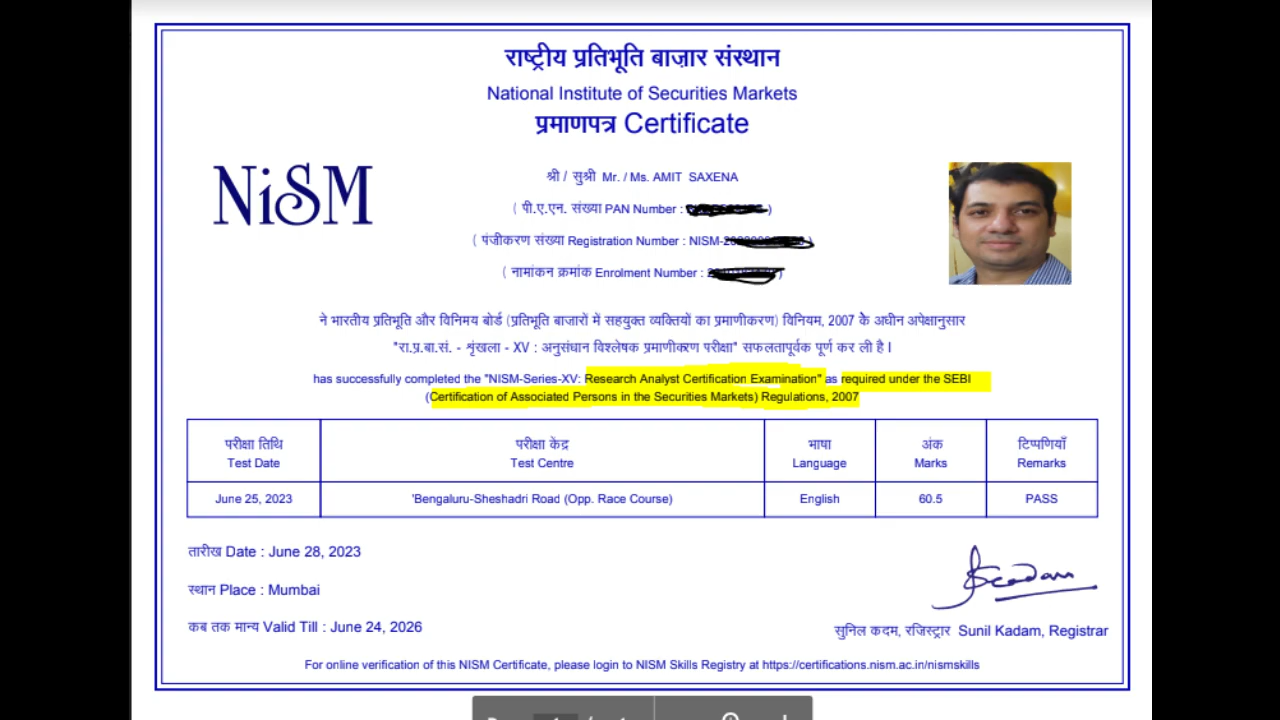 राष्ट्रीय प्रतिभूति बाज़ार संस्थान
National Institute of Securities Markets
प्रमाणपत्र Certificate
NiSM
श्री / सुश्री Mr. / Ms. AMIT SAXENA
( पी.ए.एन. संख्या PAN Number : )
( पंजीकरण संख्या Registration Number : NISM-2 )
( नामांकन क्रमांक Enrolment Number : )
ने भारतीय प्रतिभूति और विनिमय बोर्ड (प्रतिभूति बाजारों में सहयुक्त व्यक्तियों का प्रमाणीकरण) विनियम, 2007 के अधीन अपेक्षानुसार
"रा.प्र.बा.सं. - शृंखला - XV : अनुसंधान विश्लेषक प्रमाणीकरण परीक्षा" सफलतापूर्वक पूर्ण कर ली है।
has successfully completed the "NISM-Series-XV: Research Analyst Certification Examination" as required under the SEBI
(Certification of Associated Persons in the Securities Markets) Regulations, 2007
परीक्षा तिथि परीक्षा केंद्र भाषा अंक टिप्पणियाँ
Test Date Test Centre Language Marks Remarks
June 25, 2023 'Bengaluru-Sheshadri Road (Opp. Race Course) English 60.5 PASS
तारीख Date : June 28, 2023
स्थान Place : Mumbai
कब तक मान्य Valid Till : June 24, 2026
सुनिल कदम, रजिस्ट्रार Sunil Kadam, Registrar
For online verification of this NISM Certificate, please login to NISM Skills Registry at https://certifications.nism.ac.in/nismskills